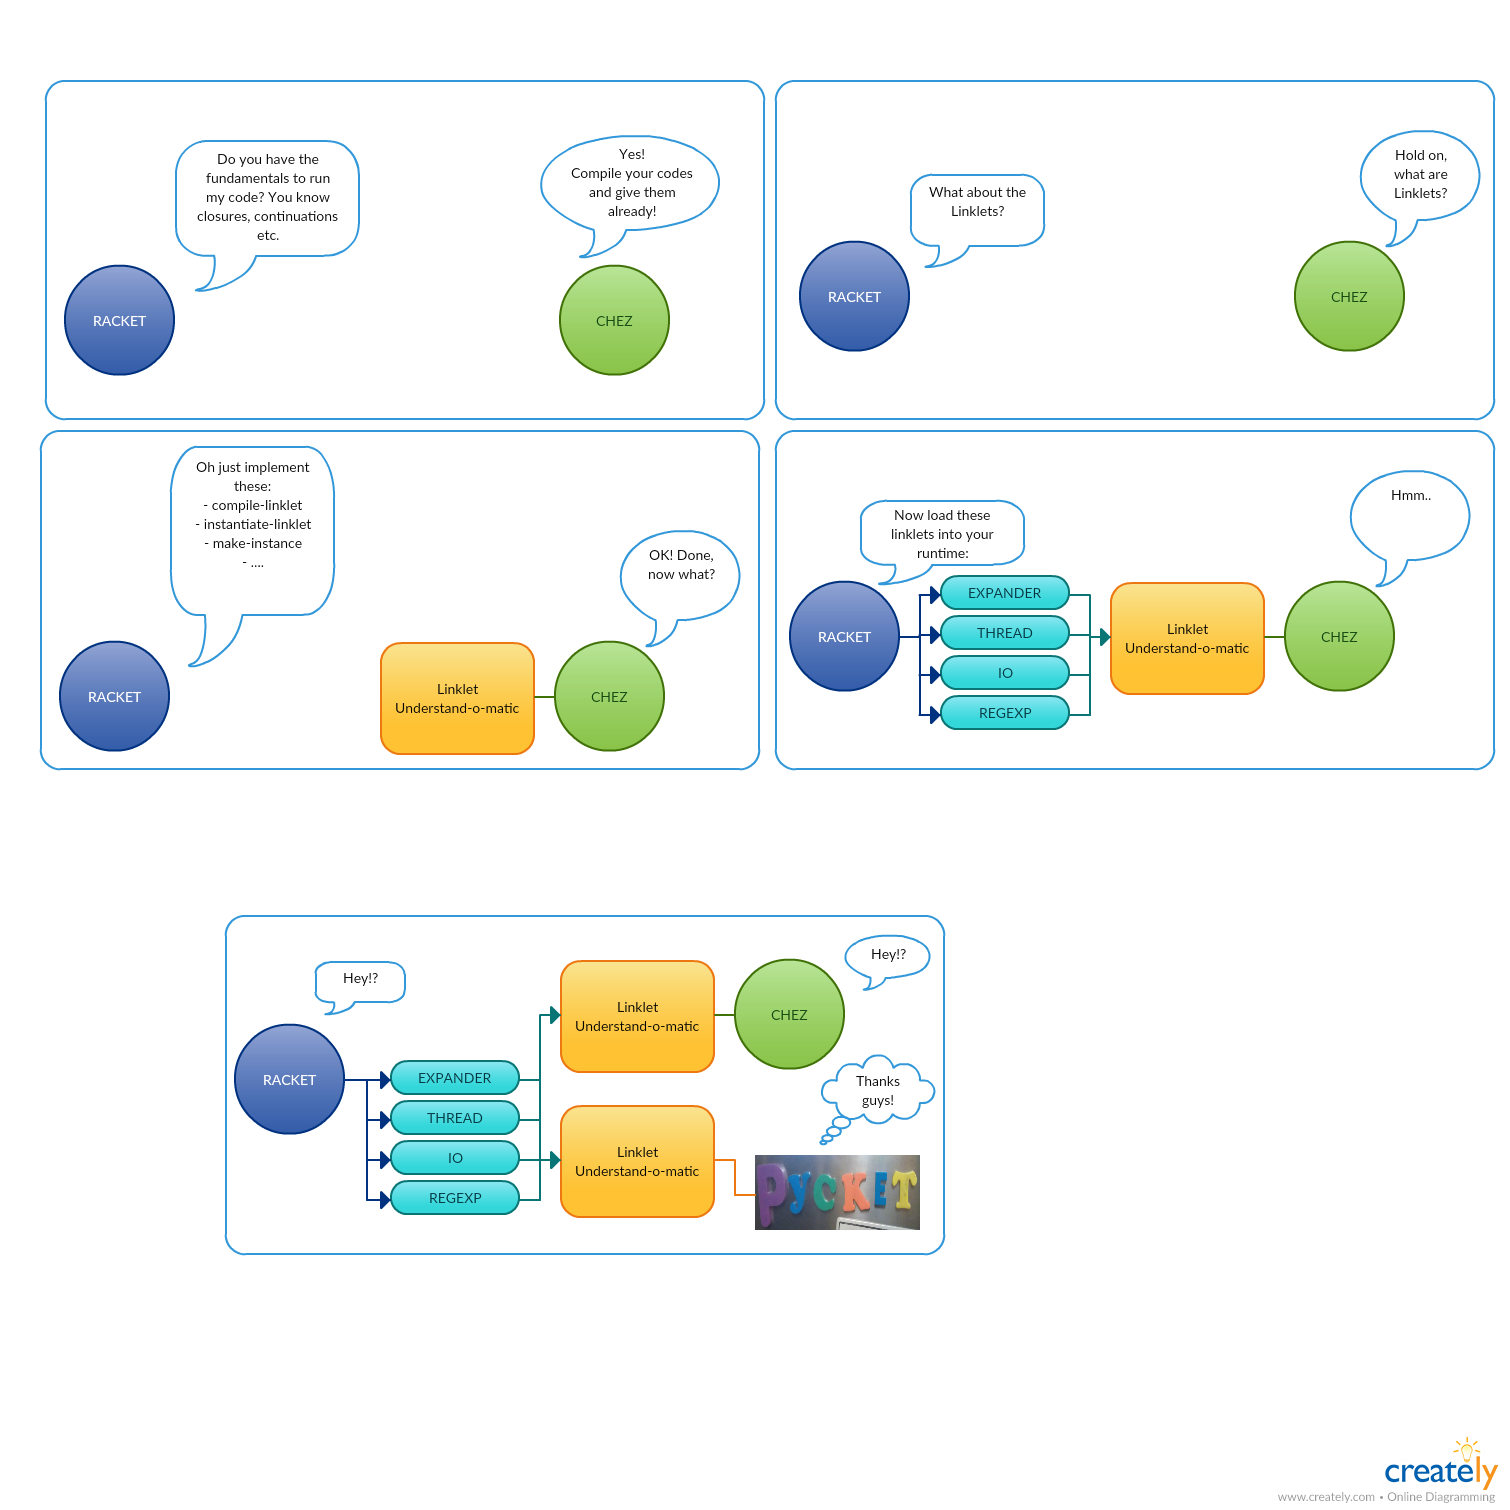 Do you have the
fundamentals to run
my code? You know
closures, continuations
etc.
Yes!
Compile your codes
and give them
already!
RACKET
CHEZ
What about the
Linklets?
Hold on,
what are
Linklets?
RACKET
CHEZ
Oh just implement
these:
- compile-linklet
- instantiate-linklet
- make-instance
- ....
OK! Done,
now what?
RACKET
Linklet
Understand-o-matic
CHEZ
Now load these
linklets into your
runtime:
Hmm..
RACKET
EXPANDER
THREAD
IO
REGEXP
Linklet
Understand-o-matic
CHEZ
Hey!?
Hey!?
RACKET
EXPANDER
THREAD
IO
REGEXP
Linklet
Understand-o-matic
CHEZ
Thanks
guys!
Linklet
Understand-o-matic
PYCKET
creately
www.creately.com • Online Diagramming